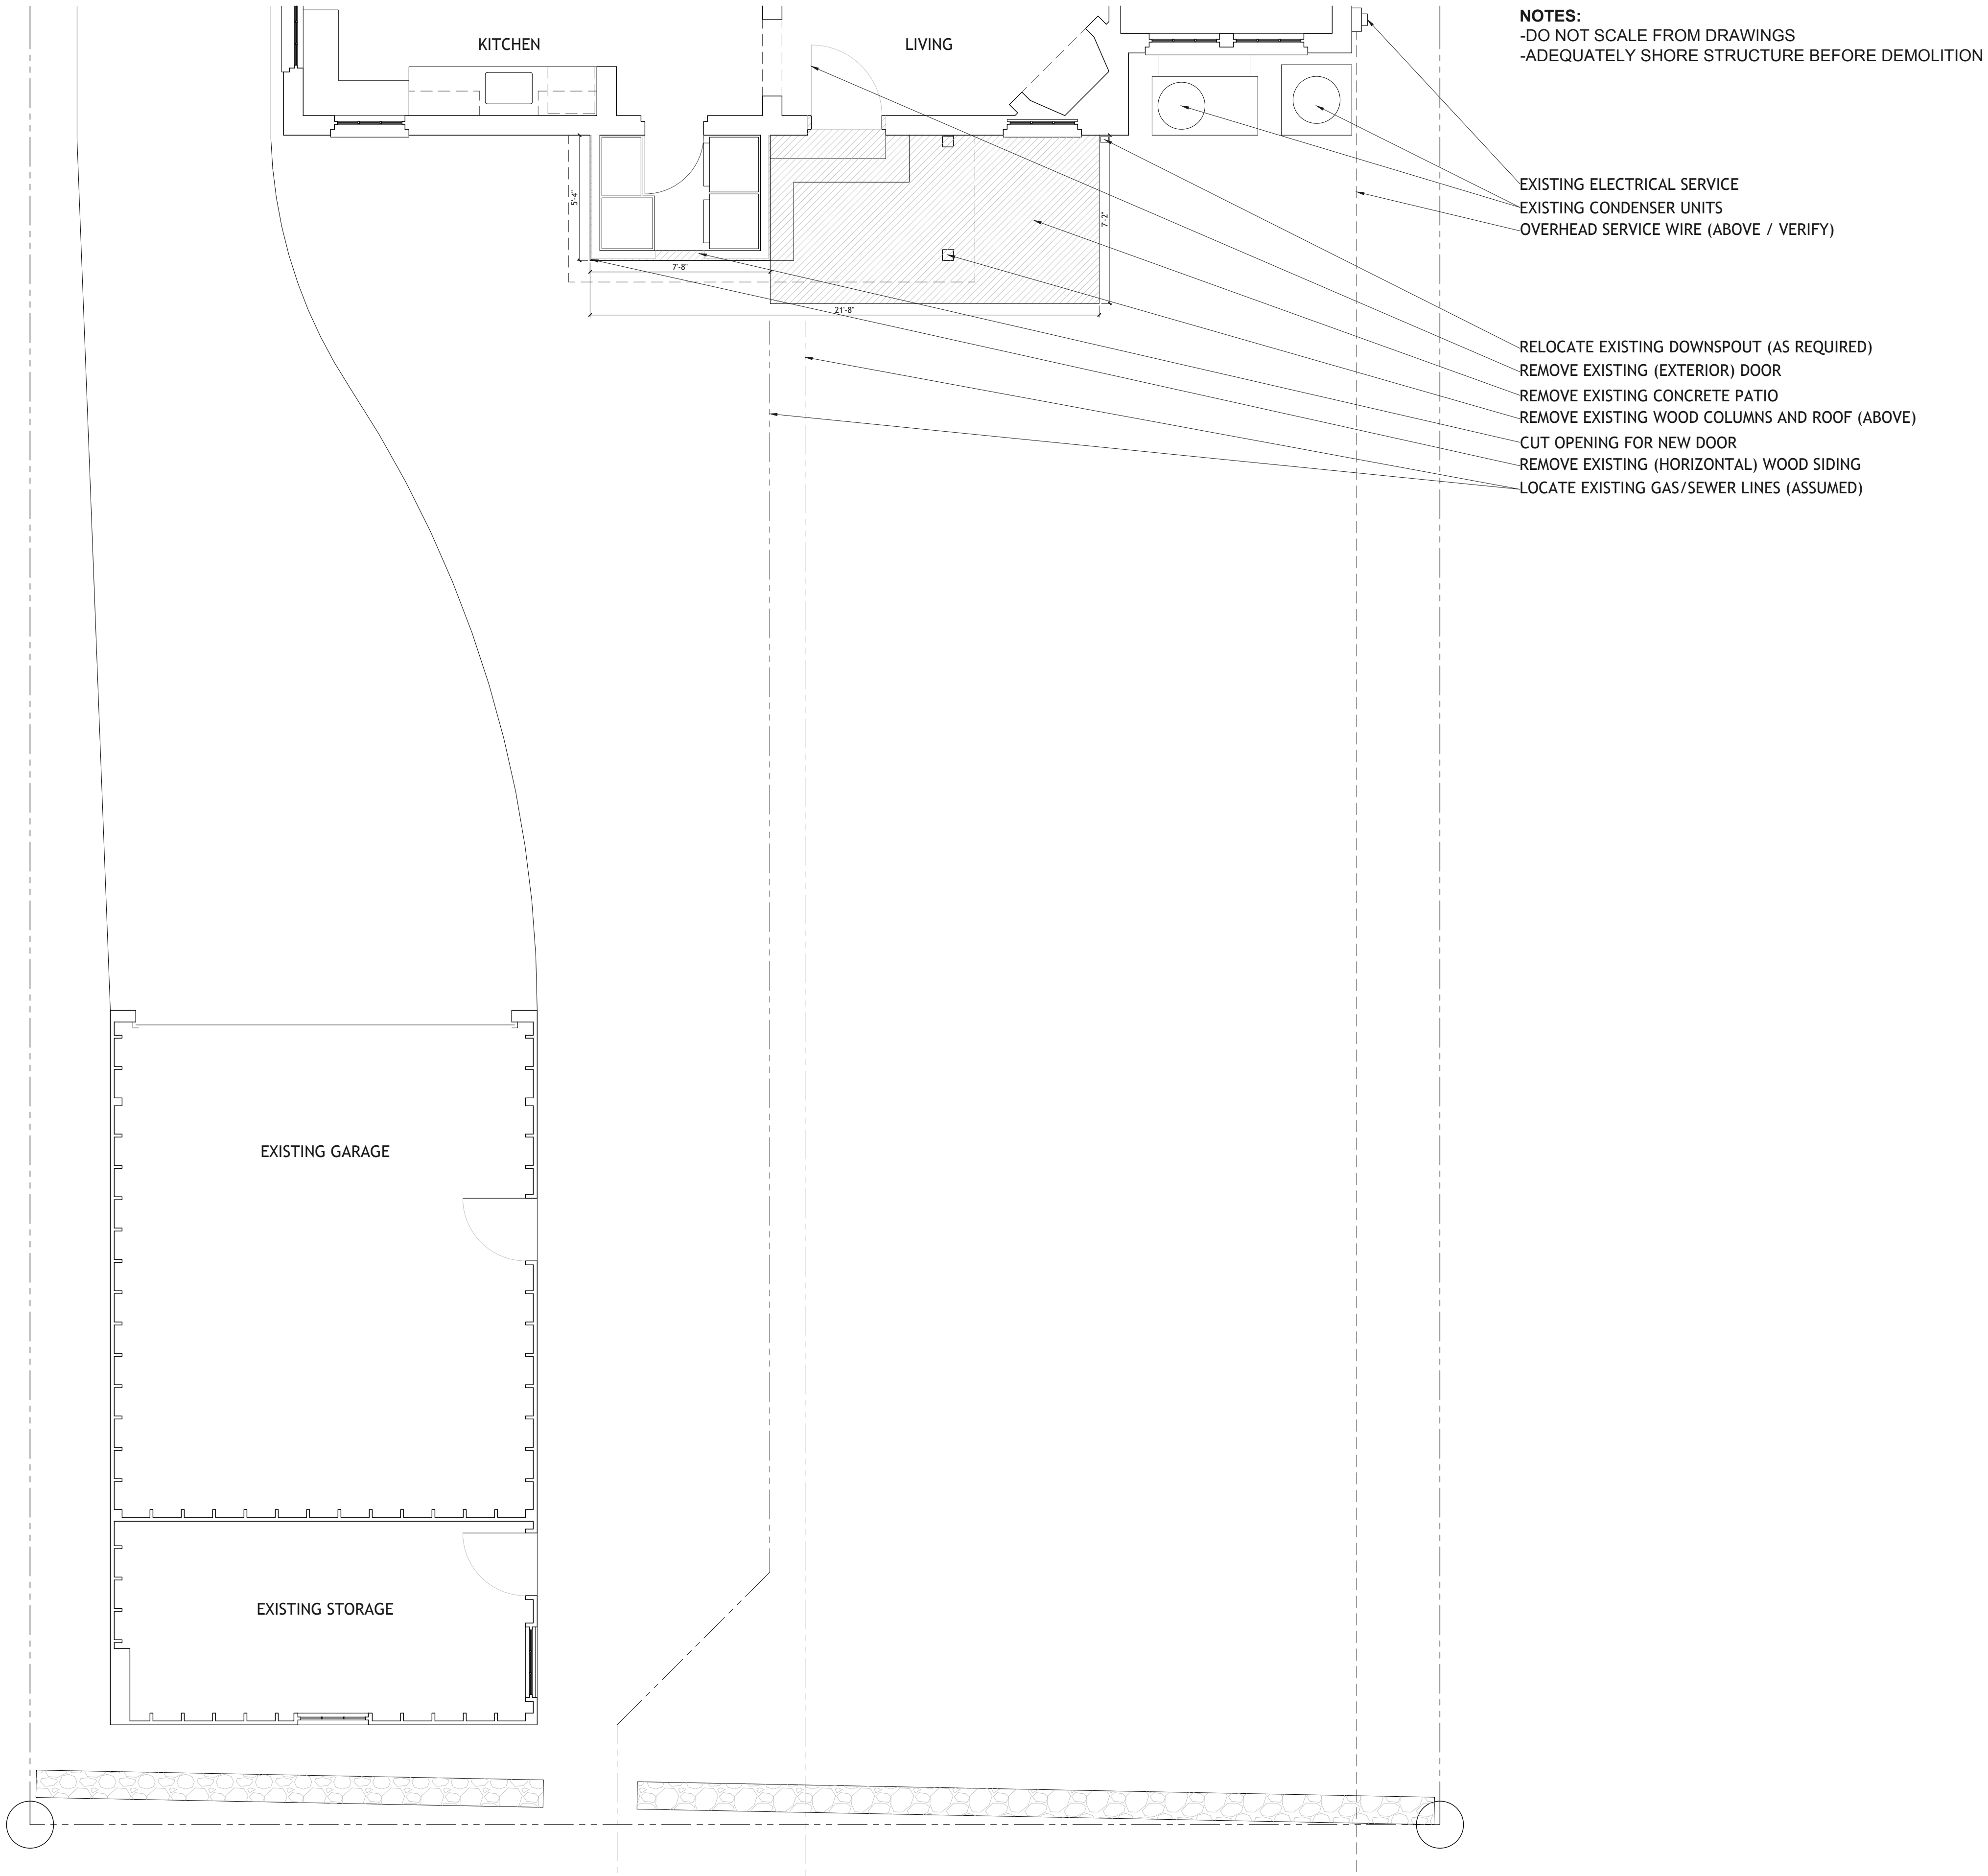 NOTES:
-DO NOT SCALE FROM DRAWINGS
-ADEQUATELY SHORE STRUCTURE BEFORE DEMOLITION
KITCHEN
LIVING
5'-4"
7'-2"
7'-8"
21'-8"
EXISTING ELECTRICAL SERVICE
EXISTING CONDENSER UNITS
OVERHEAD SERVICE WIRE (ABOVE / VERIFY)
RELOCATE EXISTING DOWNSPOUT (AS REQUIRED)
REMOVE EXISTING (EXTERIOR) DOOR
REMOVE EXISTING CONCRETE PATIO
REMOVE EXISTING WOOD COLUMNS AND ROOF (ABOVE)
CUT OPENING FOR NEW DOOR
REMOVE EXISTING (HORIZONTAL) WOOD SIDING
LOCATE EXISTING GAS/SEWER LINES (ASSUMED)
EXISTING GARAGE
EXISTING STORAGE